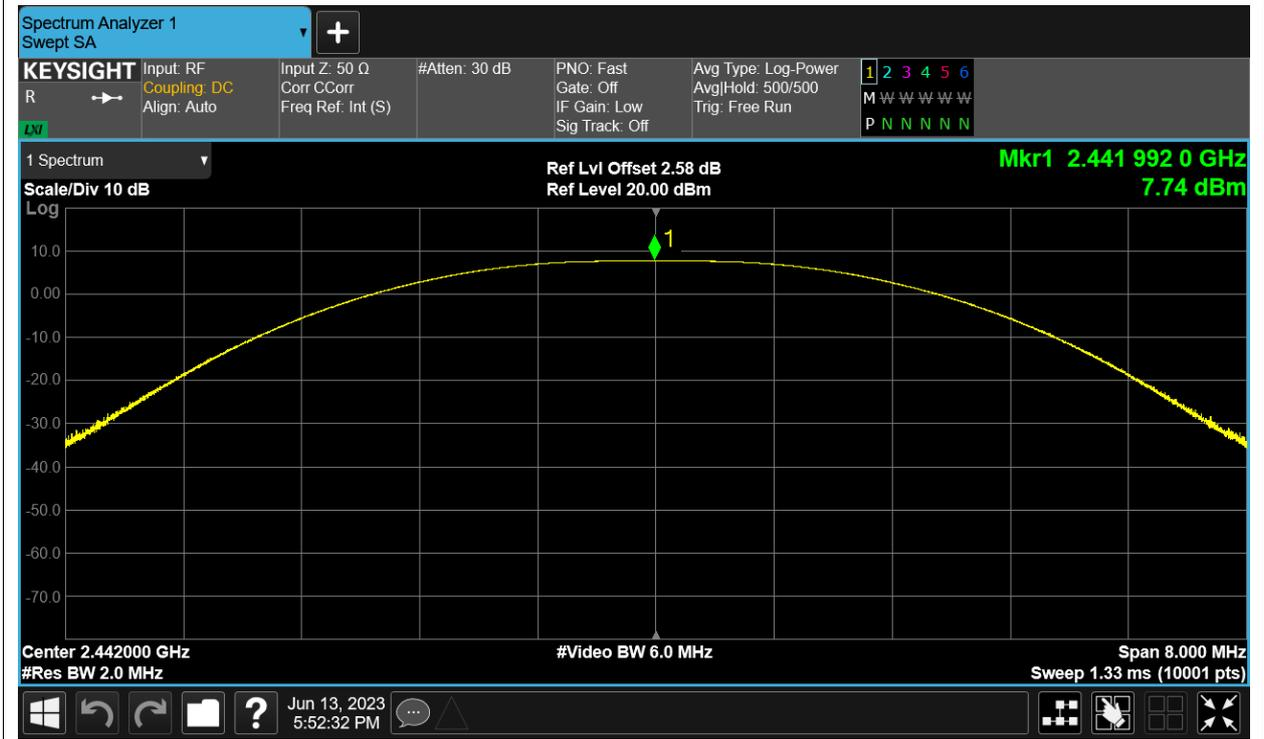 Spectrum Analyzer 1
Swept SA
▼
+
KEYSIGHT
R
LXI
Input: RF
Coupling: DC
Align: Auto
Input Z: 50 Ω
Corr CCorr
Freq Ref: Int (S)
#Atten: 30 dB
PNO: Fast
Gate: Off
IF Gain: Low
Sig Track: Off
Avg Type: Log-Power
Avg|Hold: 500/500
Trig: Free Run
1 2 3 4 5 6
M W W W W W W
P N N N N N N
1 Spectrum ▼
Scale/Div 10 dB
Log
Ref Lvl Offset 2.58 dB
Ref Level 20.00 dBm
Mkr1 2.441 992 0 GHz
7.74 dBm
1
10.0
0.00
-10.0
-20.0
-30.0
-40.0
-50.0
-60.0
-70.0
Center 2.442000 GHz
#Res BW 2.0 MHz
#Video BW 6.0 MHz
Span 8.000 MHz
Sweep 1.33 ms (10001 pts)
?
Jun 13, 2023
5:52:32 PM